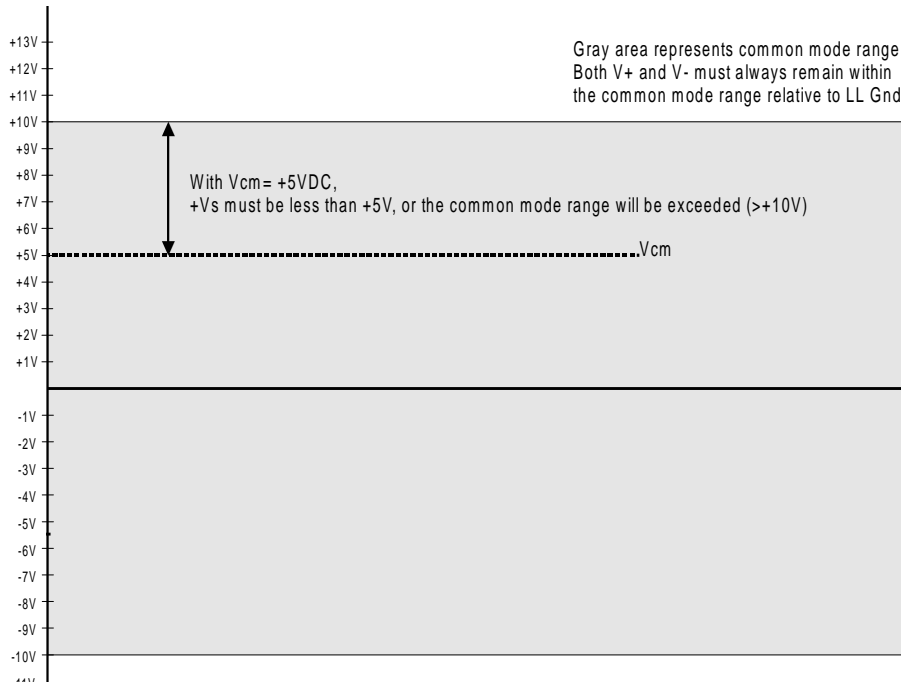 +13V
Gray area represents common mode range
+12V
Both V+ and V- must always remain within
+11V
the common mode range relative to LL Gnd
+10V
+9V
+8V
With Vcm= +5VDC,
+7V
+Vs must be less than +5V, or the common mode range will be exceeded (>+10V)
+6V
+5V
Vcm
+4V
+3V
+2V
+1V
-1V
-2V
-3V
-4V
-5V
-6V
-7V
-8V
-9V
-10V